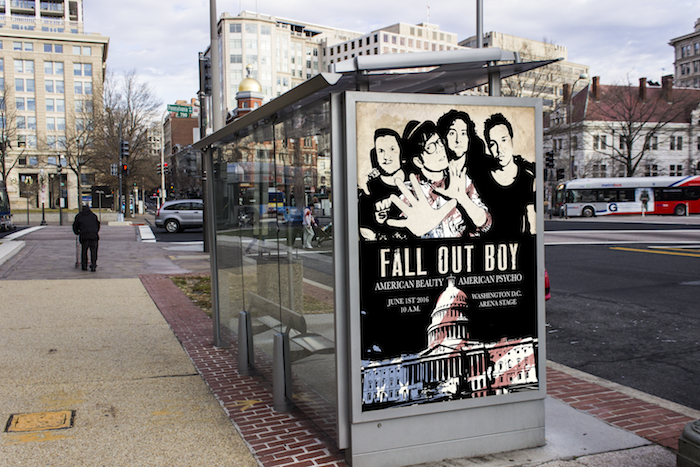 FALL OUT BOY
AMERICAN BEAUTY AMERICAN PSYCHO
JUNE 1ST 2016
10 A.M.
WASHINGTON D.C.
ARENA STAGE